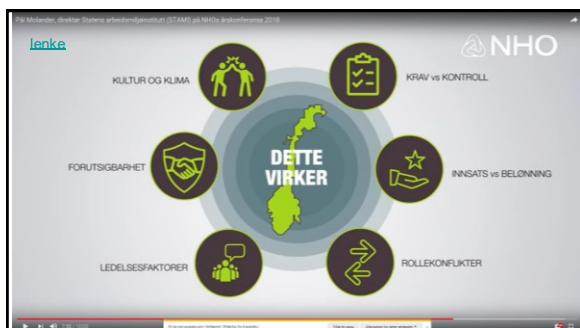 Pål Molander, direktør Statens arbeidsmiljøinstitutt (STAMI) på NHOs årskonferanse 2018
lenke
NHO
KULTUR OG KLIMA
KRAV vs KONTROLL
FORUTSIGBARHET
DETTE
VIRKER
INNSATS vs BELØNNING
LEDELSESFAKTORER
ROLLEKONFLIKTER